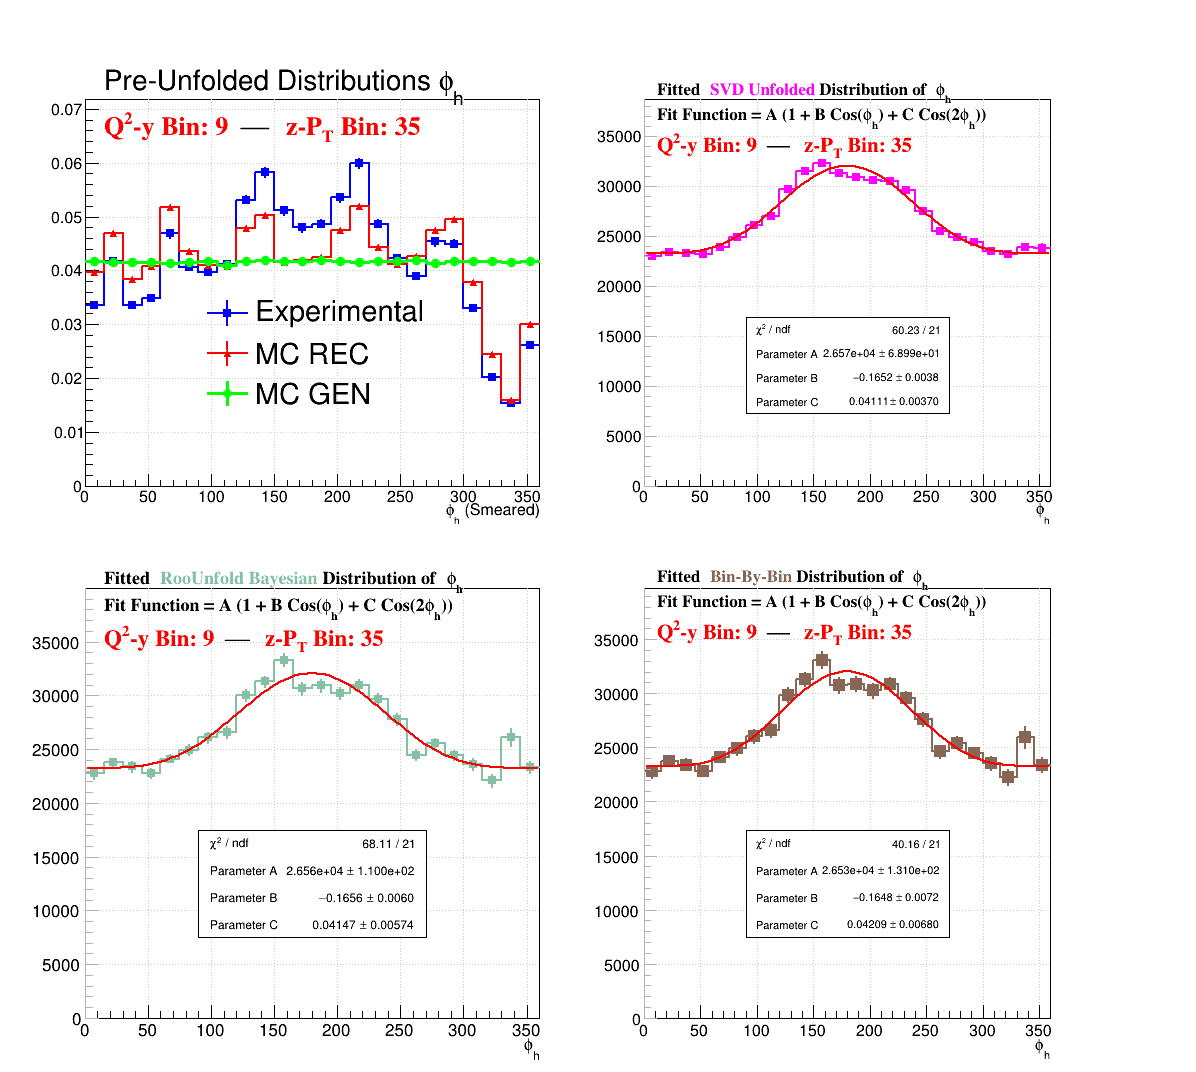 Pre-Unfolded Distributions ϕh
Q2-y Bin: 9 — z-PT Bin: 35
0.07
0.06
0.05
0.04
0.03
0.02
0.01
0
Experimental
MC REC
MC GEN
0 50 100 150 200 250 300 350
ϕh (Smeared)
Fitted SVD Unfolded Distribution of ϕh
Fit Function = A (1 + B Cos(ϕh) + C Cos(2ϕh))
Q2-y Bin: 9 — z-PT Bin: 35
35000
30000
25000
20000
15000
10000
5000
0
χ2 / ndf 60.23 / 21
Parameter A 2.657e+04 ± 6.899e+01
Parameter B −0.1652 ± 0.0038
Parameter C 0.04111 ± 0.00370
0 50 100 150 200 250 300 350
ϕh
Fitted RooUnfold Bayesian Distribution of ϕh
Fit Function = A (1 + B Cos(ϕh) + C Cos(2ϕh))
Q2-y Bin: 9 — z-PT Bin: 35
35000
30000
25000
20000
15000
10000
5000
0
χ2 / ndf 68.11 / 21
Parameter A 2.656e+04 ± 1.100e+02
Parameter B −0.1656 ± 0.0060
Parameter C 0.04147 ± 0.00574
0 50 100 150 200 250 300 350
ϕh
Fitted Bin-By-Bin Distribution of ϕh
Fit Function = A (1 + B Cos(ϕh) + C Cos(2ϕh))
Q2-y Bin: 9 — z-PT Bin: 35
35000
30000
25000
20000
15000
10000
5000
0
χ2 / ndf 40.16 / 21
Parameter A 2.653e+04 ± 1.310e+02
Parameter B −0.1648 ± 0.0072
Parameter C 0.04209 ± 0.00680
0 50 100 150 200 250 300 350
ϕh